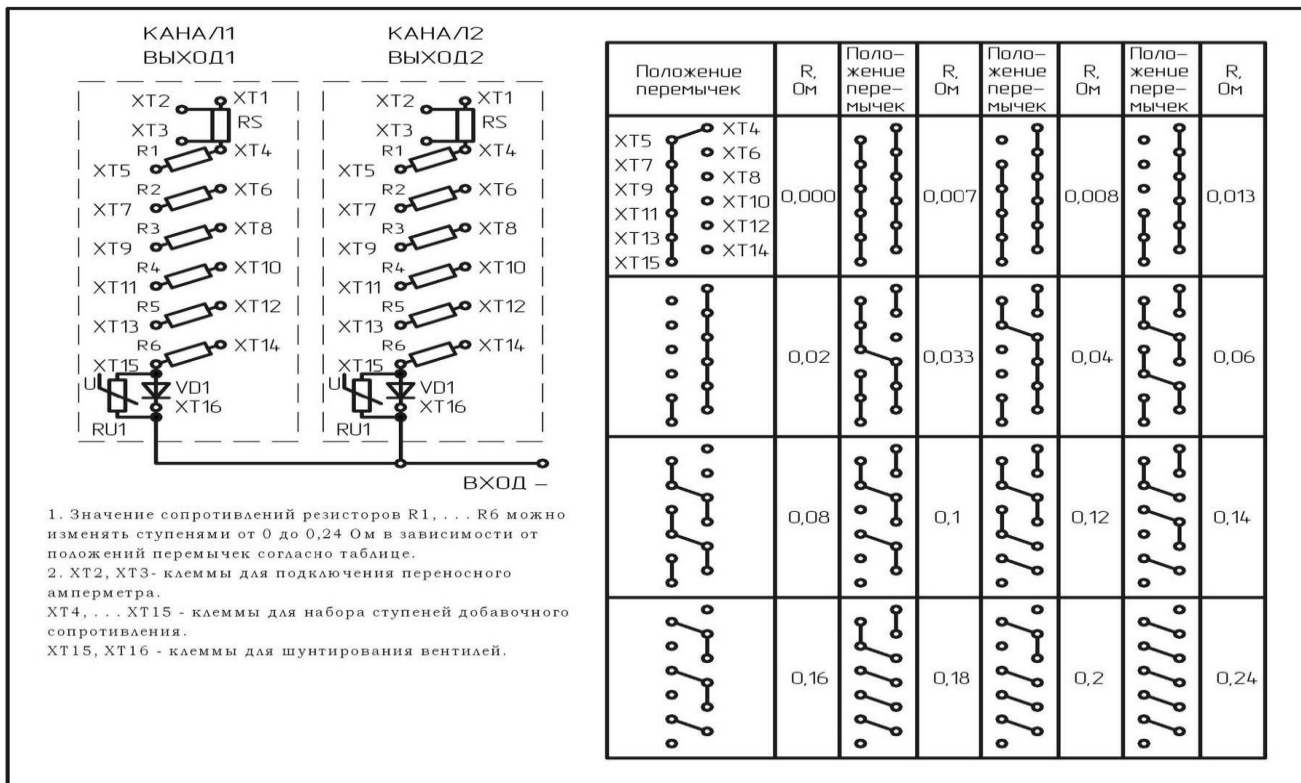 КАНАЛ1
ВЫХОД1
XT2
XT1
XT3
RS
R1
XT4
XT5
R2
XT6
XT7
R3
XT8
XT9
R4
XT10
XT11
R5
XT12
XT13
R6
XT14
XT15
U
VD1
XT16
RU1
КАНАЛ2
ВЫХОД2
XT2
XT1
XT3
RS
R1
XT4
XT5
R2
XT6
XT7
R3
XT8
XT9
R4
XT10
XT11
R5
XT12
XT13
R6
XT14
XT15
U
VD1
XT16
RU1
ВХОД –
1. Значение сопротивлений резисторов R1, . . . R6 можно
изменять ступенями от 0 до 0,24 Ом в зависимости от
положений перемычек согласно таблице.
2. XT2, XT3- клеммы для подключения переносного
амперметра.
XT4, . . . XT15 - клеммы для набора ступеней добавочного
сопротивления.
XT15, XT16 - клеммы для шунтирования вентилей.
Положение
перемычек
R,
Ом
Поло–
жение
пере–
мычек
R,
Ом
Поло–
жение
пере–
мычек
R,
Ом
Поло–
жение
пере–
мычек
R,
Ом
XT5
XT4
XT7
XT6
XT9
XT8
XT11
XT10
XT13
XT12
XT15
XT14
0,000
0,007
0,008
0,013
0,02
0,033
0,04
0,06
0,08
0,1
0,12
0,14
0,16
0,18
0,2
0,24